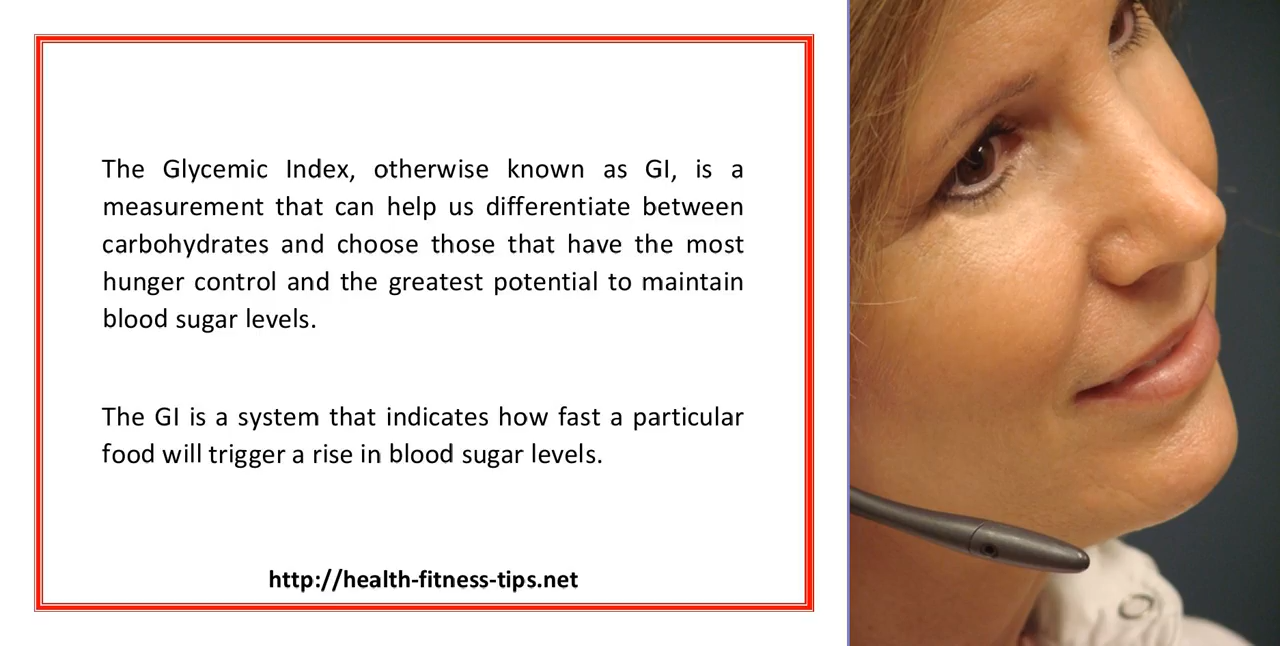 The Glycemic Index, otherwise known as GI, is a
measurement that can help us differentiate between
carbohydrates and choose those that have the most
hunger control and the greatest potential to maintain
blood sugar levels.
The GI is a system that indicates how fast a particular
food will trigger a rise in blood sugar levels.
http://health-fitness-tips.net